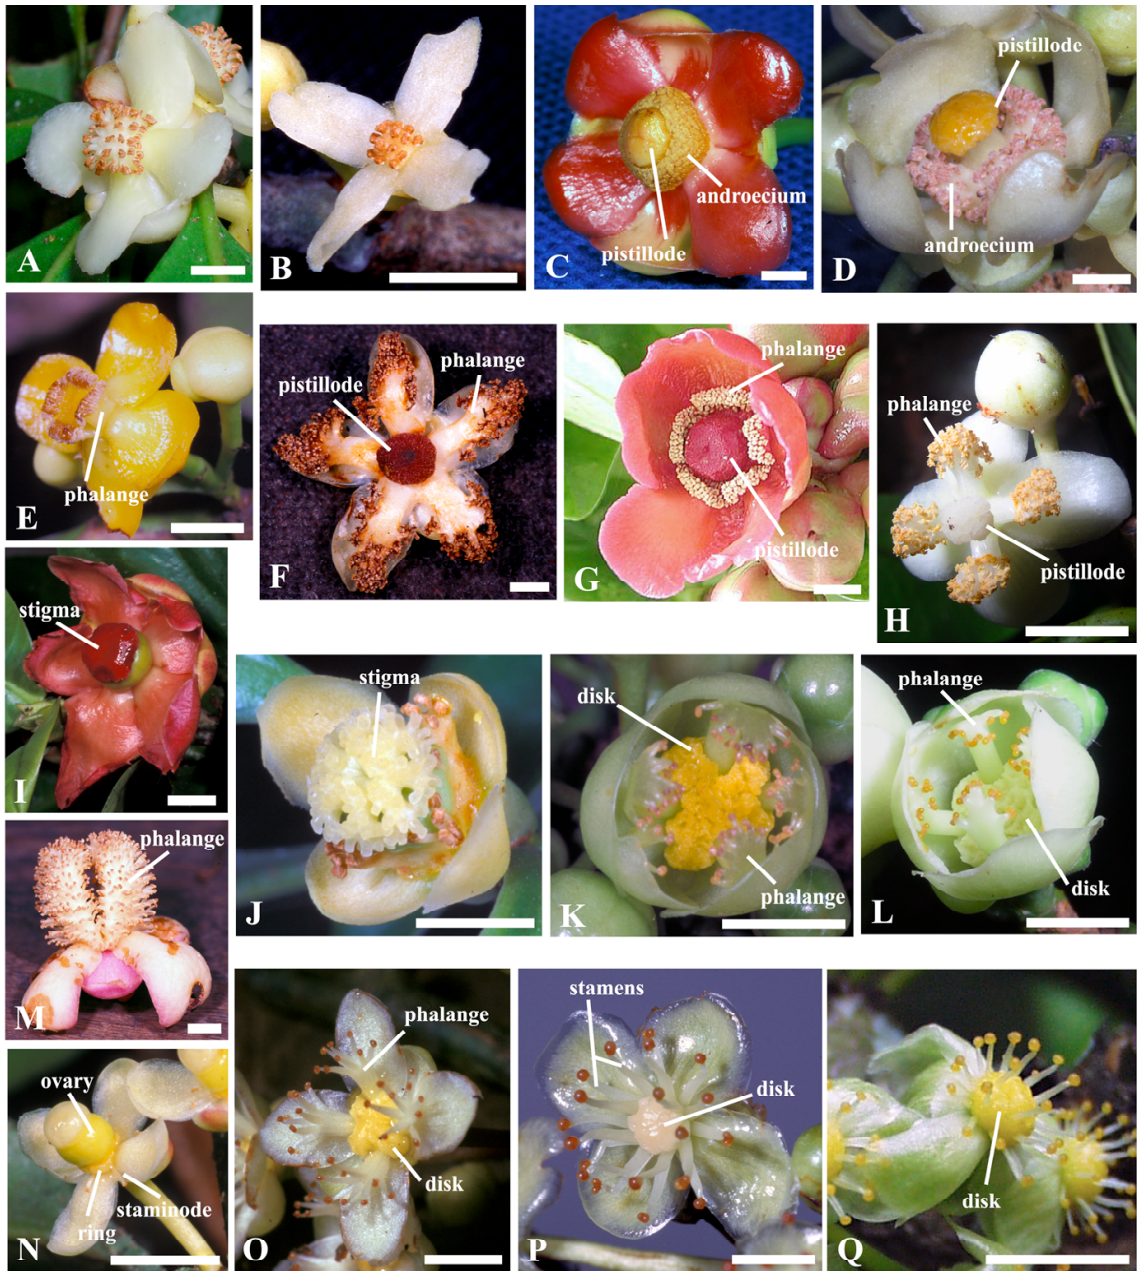 A
B
pistillode
androecium
C
pistillode
androecium
D
phalange
E
phalange
pistillode
F
phalange
pistillode
G
phalange
pistillode
H
stigma
I
stigma
J
disk
phalange
K
phalange
disk
L
phalange
M
ovary
staminode
ring
N
phalange
disk
O
stamens
disk
P
disk
Q